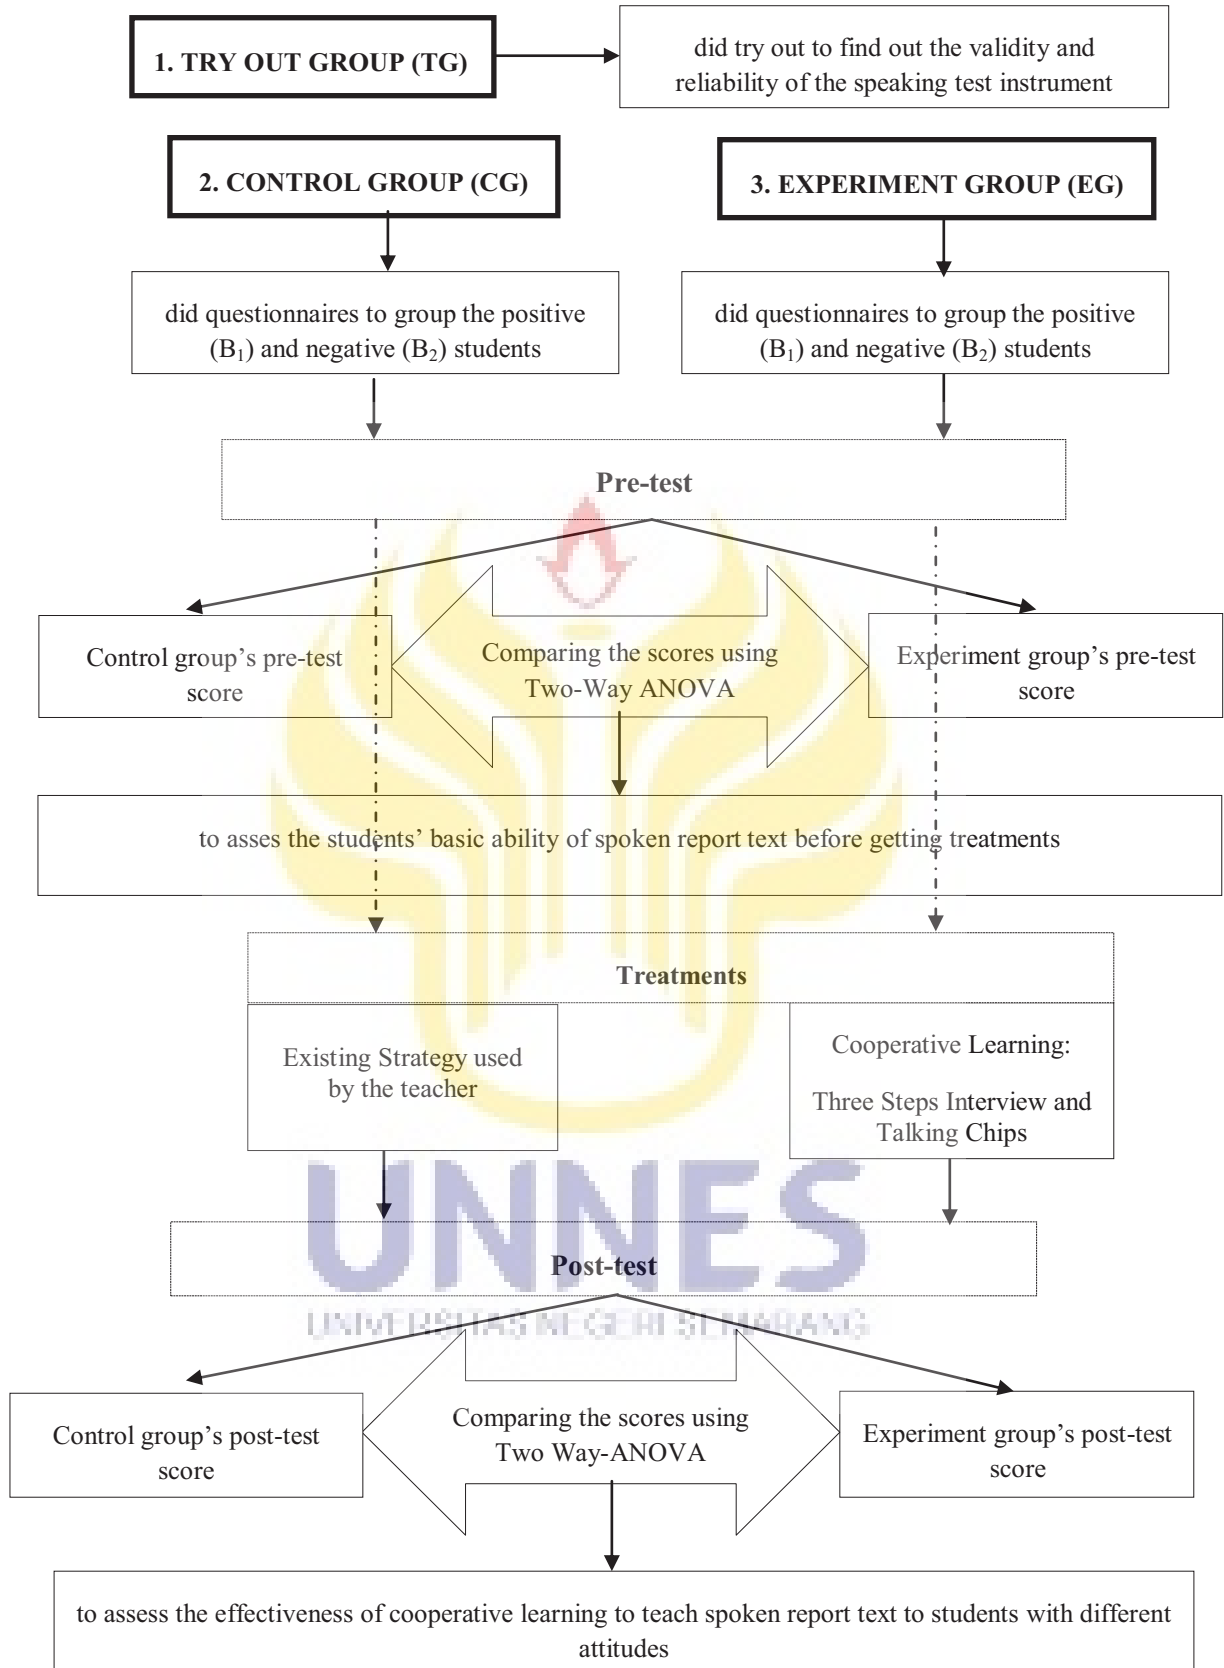 1. TRY OUT GROUP (TG)
did try out to find out the validity and
reliability of the speaking test instrument
2. CONTROL GROUP (CG)
3. EXPERIMENT GROUP (EG)
did questionnaires to group the positive
(B₁) and negative (B₂) students
did questionnaires to group the positive
(B₁) and negative (B₂) students
Pre-test
Control group's pre-test
score
Comparing the scores using
Two-Way ANOVA
Experiment group's pre-test
score
to asses the students' basic ability of spoken report text before getting treatments
Treatments
Existing Strategy used
by the teacher
Cooperative Learning:
Three Steps Interview and
Talking Chips
UNNES
Post-test
UNIVERSITAS NEGERI SEMARANG
Control group's post-test
score
Comparing the scores using
Two Way-ANOVA
Experiment group's post-test
score
to assess the effectiveness of cooperative learning to teach spoken report text to students with different
attitudes